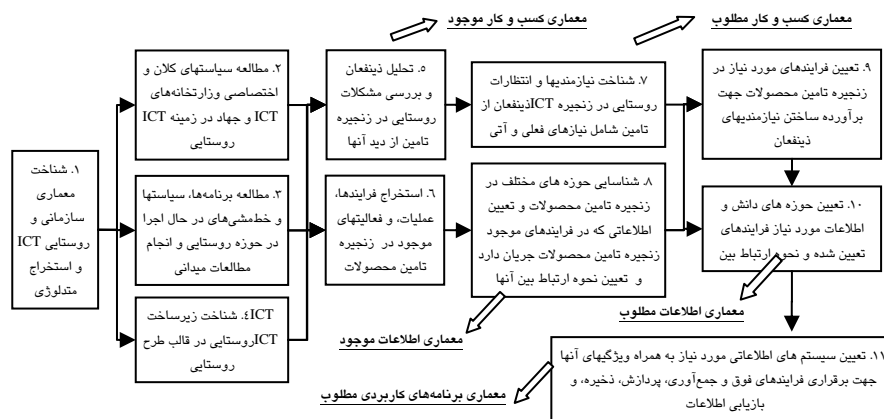 معماری کسب و کار موجود
معماری کسب و کار مطلوب
۱. شناخت
معماری
سازمانی و
روستایی ICT
و استخراج
متدلوژی
۲. مطالعه سیاستهای کلان و
اختصاصی وزارتخانه‌های
ICT و جهاد در زمینه ICT
روستایی
۳. مطالعه برنامه‌ها، سیاستها
و خط‌مشی‌های در حال اجرا
در حوزه روستایی و انجام
مطالعات میدانی
٤ICT. شناخت زیرساخت
ICTروستایی در قالب طرح
روستایی
۵. تحلیل ذینفعان
و بررسی مشکلات
روستایی در زنجیره
تامین از دید آنها
۶. استخراج فرایندها،
عملیات، و فعالیتهای
موجود در زنجیره
تامین محصولات
۷. شناخت نیازمندیها و انتظارات
روستایی در زنجیره ICTذینفعان از
تامین شامل نیازهای فعلی و آتی
۸. شناسایی حوزه های مختلف در
زنجیره تامین محصولات و تعیین
اطلاعاتی که در فرایندهای موجود
زنجیره تامین محصولات جریان دارد
و تعیین نحوه ارتباط بین آنها
۹. تعیین فرایندهای مورد نیاز در
زنجیره تامین محصولات جهت
برآورده ساختن نیازمندیهای
ذینفعان
۱۰. تعیین حوزه های دانش و
اطلاعات مورد نیاز فرایندهای
تعیین شده و نحوه ارتباط بین
معماری اطلاعات مطلوب
معماری اطلاعات موجود
۱۱. تعیین سیستم های اطلاعاتی مورد نیاز به همراه ویژگیهای آنها
جهت برقراری فرایندهای فوق و جمع‌آوری، پردازش، ذخیره، و
بازیابی اطلاعات
معماری برنامه‌های کاربردی مطلوب